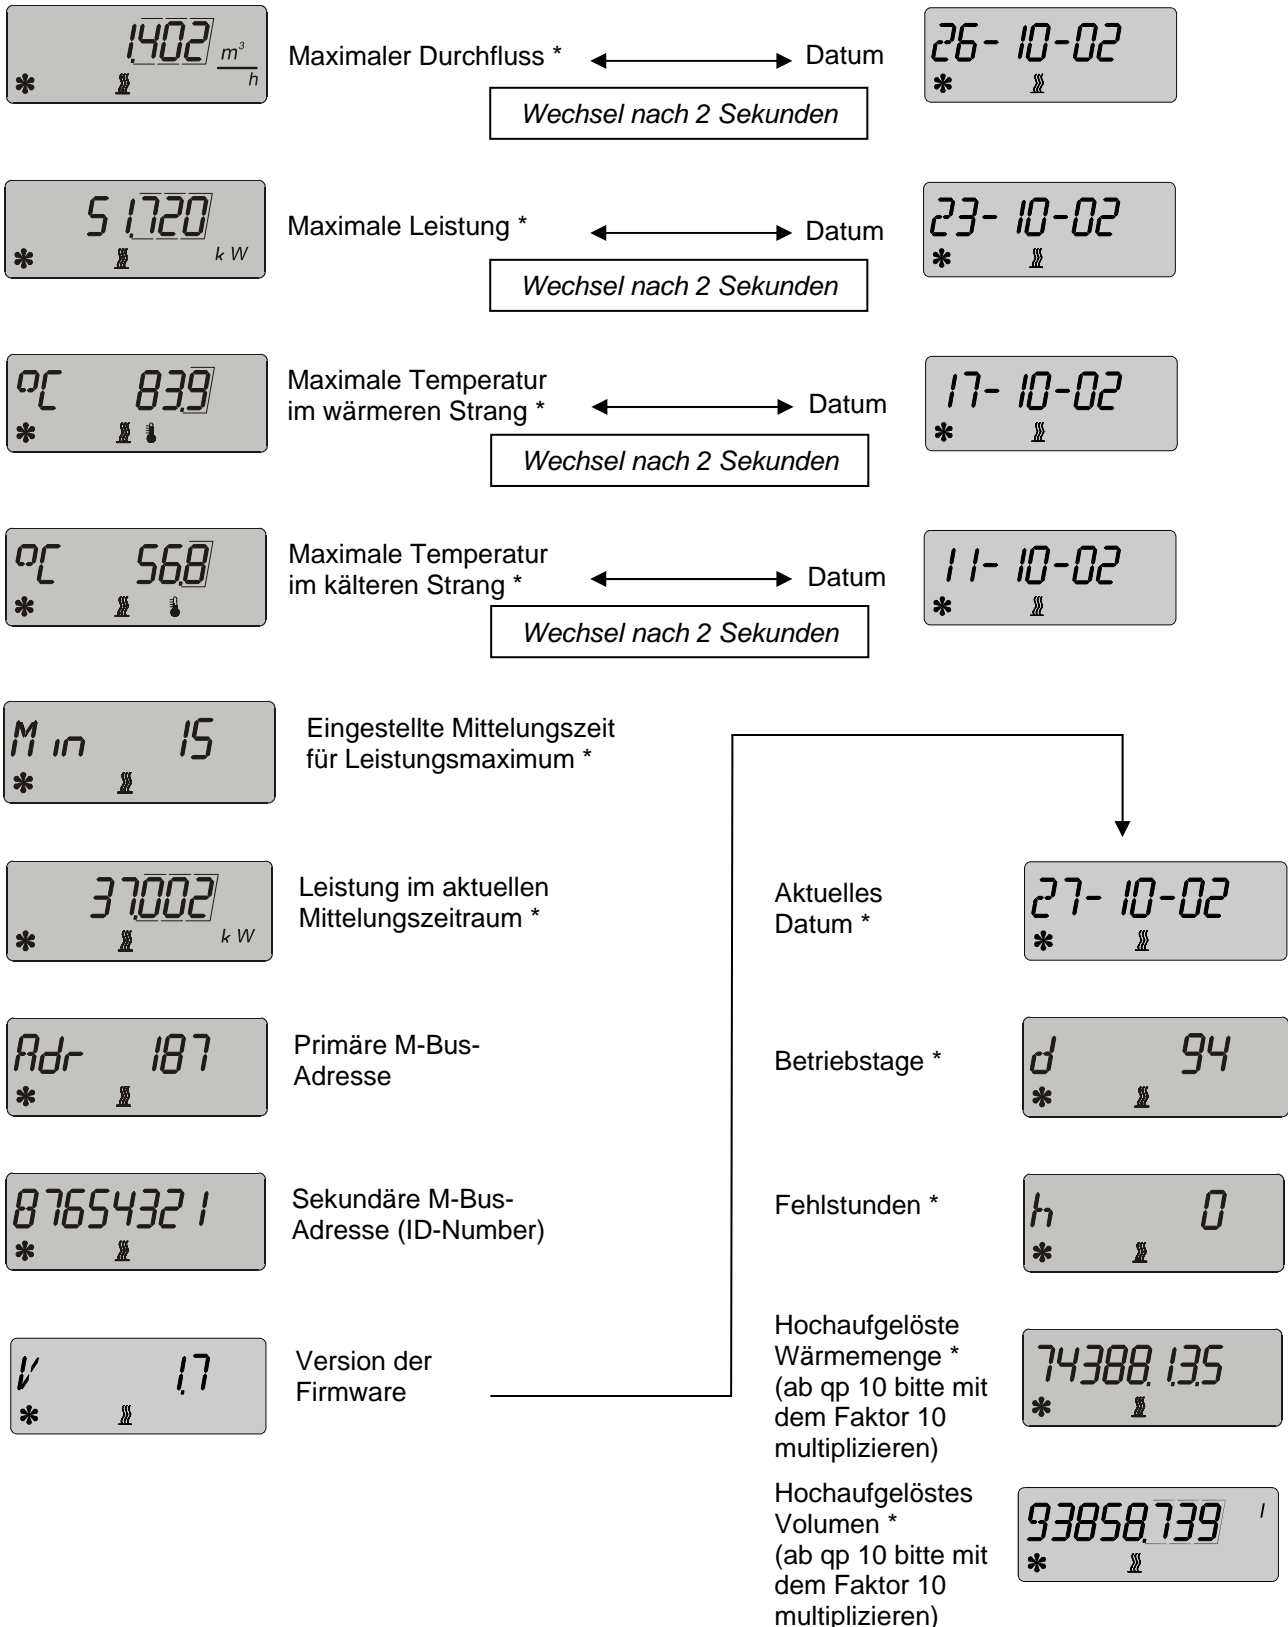 1.402 m³/h
Maximaler Durchfluss *
Datum
26-10-02
Wechsel nach 2 Sekunden
51.720
kW
Maximale Leistung *
Datum
23-10-02
Wechsel nach 2 Sekunden
°C 83.9
Maximale Temperatur
im wärmeren Strang *
Datum
17-10-02
Wechsel nach 2 Sekunden
°C 56.8
Maximale Temperatur
im kälteren Strang *
Datum
11-10-02
Wechsel nach 2 Sekunden
Min 15
Eingestellte Mittelungszeit
für Leistungsmaximum *
37.002
kW
Leistung im aktuellen
Mittelungszeitraum *
Adr 187
Primäre M-Bus-
Adresse
87654321
Sekundäre M-Bus-
Adresse (ID-Number)
V 1.7
Version der
Firmware
Aktuelles
Datum *
27-10-02
Betriebstage *
d 94
Fehlstunden *
h 0
Hochaufgelöste
Wärmemenge *
(ab qp 10 bitte mit
dem Faktor 10
multiplizieren)
74388.1.3.5
Hochaufgelöstes
Volumen *
(ab qp 10 bitte mit
dem Faktor 10
multiplizieren)
93858.739 l